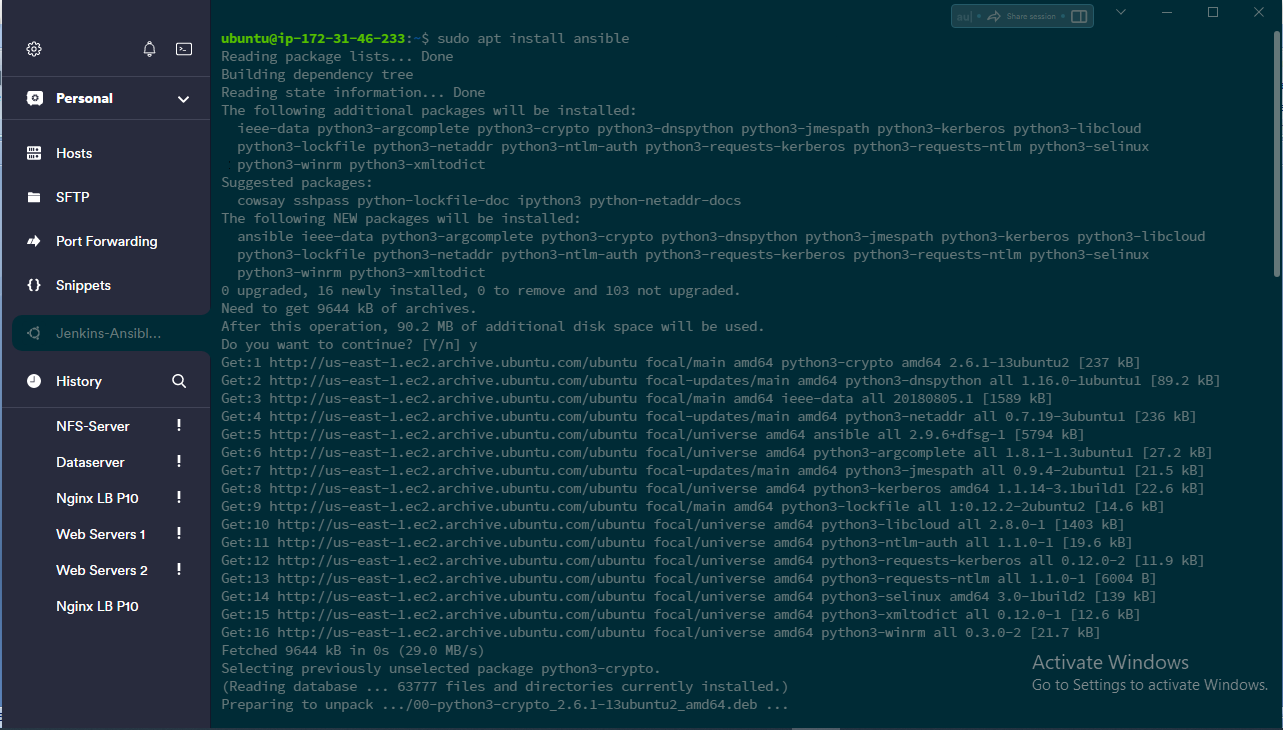 au
Share session
Personal
Hosts
SFTP
Port Forwarding
Snippets
Jenkins-Ansibl...
History
NFS-Server !
Dataserver !
Nginx LB P10 !
Web Servers 1 !
Web Servers 2 !
Nginx LB P10
ubuntu@ip-172-31-46-233:~$ sudo apt install ansible
Reading package lists... Done
Building dependency tree
Reading state information... Done
The following additional packages will be installed:
ieee-data python3-argcomplete python3-crypto python3-dnspython python3-jmespath python3-kerberos python3-libcloud
python3-lockfile python3-netaddr python3-ntlm-auth python3-requests-kerberos python3-requests-ntlm python3-selinux
python3-winrm python3-xmltodict
Suggested packages:
cowsay sshpass python-lockfile-doc ipython3 python-netaddr-docs
The following NEW packages will be installed:
ansible ieee-data python3-argcomplete python3-crypto python3-dnspython python3-jmespath python3-kerberos python3-libcloud
python3-lockfile python3-netaddr python3-ntlm-auth python3-requests-kerberos python3-requests-ntlm python3-selinux
python3-winrm python3-xmltodict
0 upgraded, 16 newly installed, 0 to remove and 103 not upgraded.
Need to get 9644 kB of archives.
After this operation, 90.2 MB of additional disk space will be used.
Do you want to continue? [Y/n] y
Get:1 http://us-east-1.ec2.archive.ubuntu.com/ubuntu focal/main amd64 python3-crypto amd64 2.6.1-13ubuntu2 [237 kB]
Get:2 http://us-east-1.ec2.archive.ubuntu.com/ubuntu focal-updates/main amd64 python3-dnspython all 1.16.0-1ubuntu1 [89.2 kB]
Get:3 http://us-east-1.ec2.archive.ubuntu.com/ubuntu focal/main amd64 ieee-data all 20180805.1 [1589 kB]
Get:4 http://us-east-1.ec2.archive.ubuntu.com/ubuntu focal-updates/main amd64 python3-netaddr all 0.7.19-3ubuntu1 [236 kB]
Get:5 http://us-east-1.ec2.archive.ubuntu.com/ubuntu focal/universe amd64 ansible all 2.9.6+dfsg-1 [5794 kB]
Get:6 http://us-east-1.ec2.archive.ubuntu.com/ubuntu focal/universe amd64 python3-argcomplete all 1.8.1-1.3ubuntu1 [27.2 kB]
Get:7 http://us-east-1.ec2.archive.ubuntu.com/ubuntu focal-updates/main amd64 python3-jmespath all 0.9.4-2ubuntu1 [21.5 kB]
Get:8 http://us-east-1.ec2.archive.ubuntu.com/ubuntu focal/universe amd64 python3-kerberos amd64 1.1.14-3.1build1 [22.6 kB]
Get:9 http://us-east-1.ec2.archive.ubuntu.com/ubuntu focal/main amd64 python3-lockfile all 1:0.12.2-2ubuntu2 [14.6 kB]
Get:10 http://us-east-1.ec2.archive.ubuntu.com/ubuntu focal/universe amd64 python3-libcloud all 2.8.0-1 [1403 kB]
Get:11 http://us-east-1.ec2.archive.ubuntu.com/ubuntu focal/universe amd64 python3-ntlm-auth all 1.1.0-1 [19.6 kB]
Get:12 http://us-east-1.ec2.archive.ubuntu.com/ubuntu focal/universe amd64 python3-requests-kerberos all 0.12.0-2 [11.9 kB]
Get:13 http://us-east-1.ec2.archive.ubuntu.com/ubuntu focal/universe amd64 python3-requests-ntlm all 1.1.0-1 [6004 B]
Get:14 http://us-east-1.ec2.archive.ubuntu.com/ubuntu focal/universe amd64 python3-selinux amd64 3.0-1build2 [139 kB]
Get:15 http://us-east-1.ec2.archive.ubuntu.com/ubuntu focal/universe amd64 python3-xmltodict all 0.12.0-1 [12.6 kB]
Get:16 http://us-east-1.ec2.archive.ubuntu.com/ubuntu focal/universe amd64 python3-winrm all 0.3.0-2 [21.7 kB]
Fetched 9644 kB in 0s (29.0 MB/s)
Selecting previously unselected package python3-crypto.
(Reading database ... 63777 files and directories currently installed.)
Preparing to unpack .../00-python3-crypto_2.6.1-13ubuntu2_amd64.deb ...
Activate Windows
Go to Settings to activate Windows.